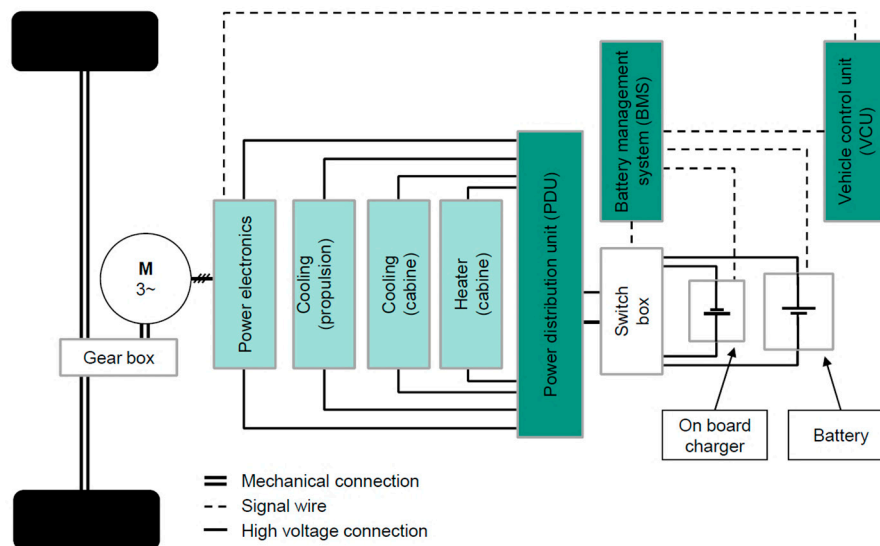 M
3~
Gear box
Power electronics
Cooling
(propulsion)
Cooling
(cabine)
Heater
(cabine)
Power distribution unit (PDU)
Battery management
system (BMS)
Vehicle control unit
(VCU)
Switch
box
On board
charger
Battery
Mechanical connection
Signal wire
High voltage connection